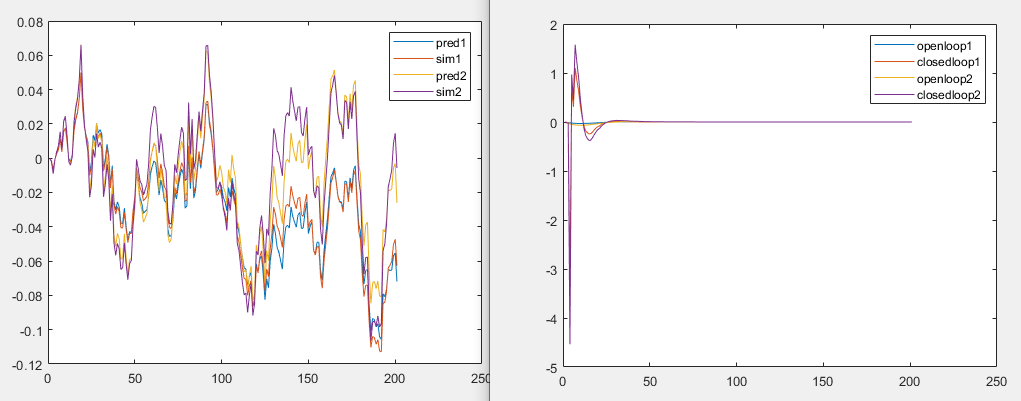 0.08
0.06
0.04
0.02
0
-0.02
-0.04
-0.06
-0.08
-0.1
-0.12
0 50 100 150 200 250
pred1
sim1
pred2
sim2
2
1
0
-1
-2
-3
-4
-5
0 50 100 150 200 250
openloop1
closedloop1
openloop2
closedloop2